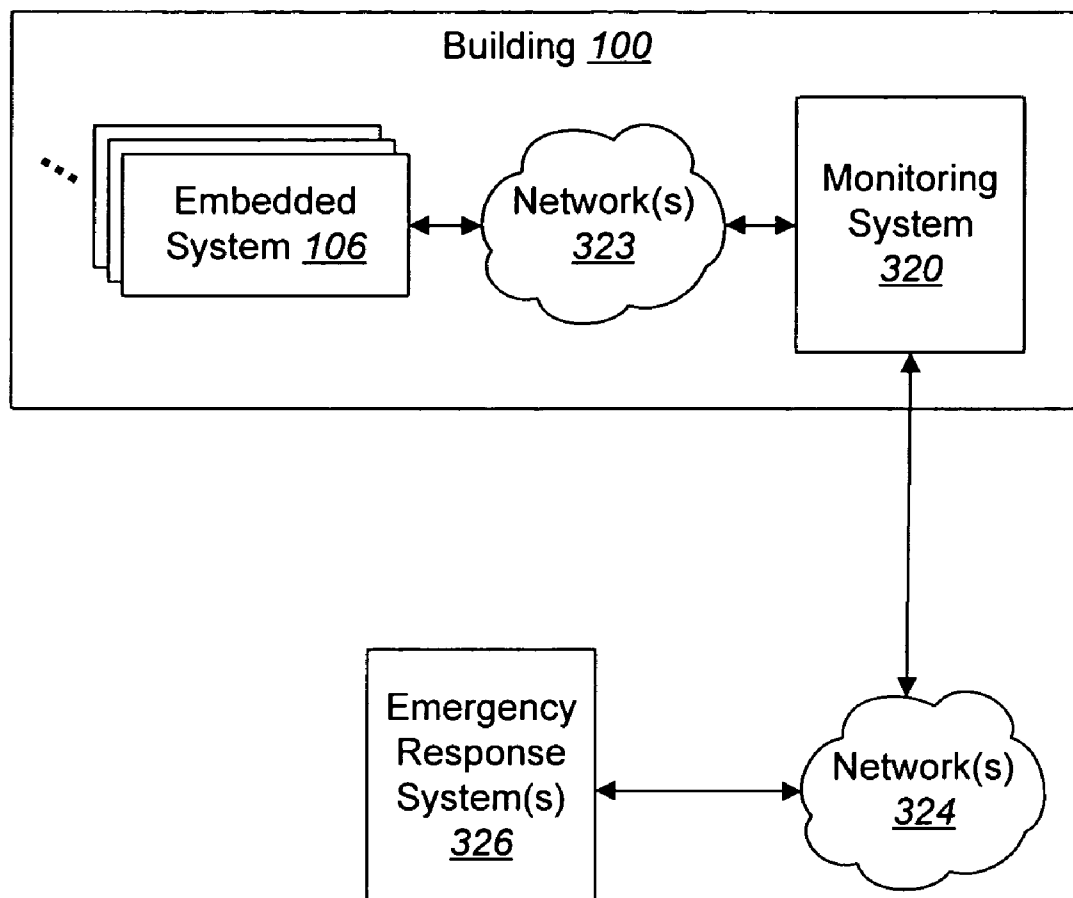 Building 100
Embedded
System 106
Network(s)
323
Monitoring
System
320
Emergency
Response
System(s)
326
Network(s)
324